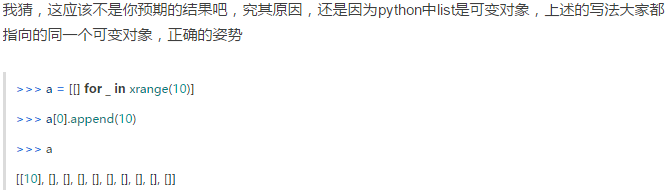 我猜，这应该不是你预期的结果吧，究其原因，还是因为python中list是可变对象，上述的写法大家都
指向的同一个可变对象，正确的姿势
>>> a = [[] for _ in xrange(10)]
>>> a[0].append(10)
>>> a
[[10], [], [], [], [], [], [], [], [], []]